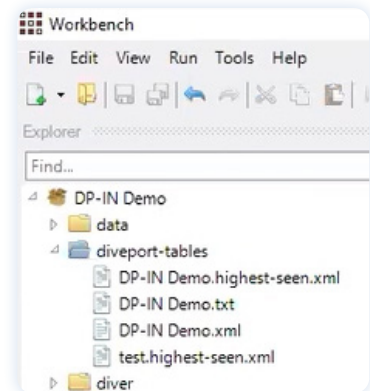 Workbench
File Edit View Run Tools Help
Explorer
Find...
DP-IN Demo
data
diveport-tables
DP-IN Demo.highest-seen.xml
DP-IN Demo.txt
DP-IN Demo.xml
test.highest-seen.xml
diver